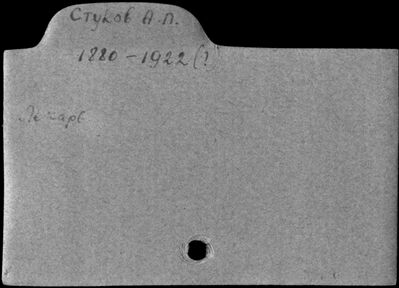 Стуков А.П.
1880-1922(?)
Лекарь